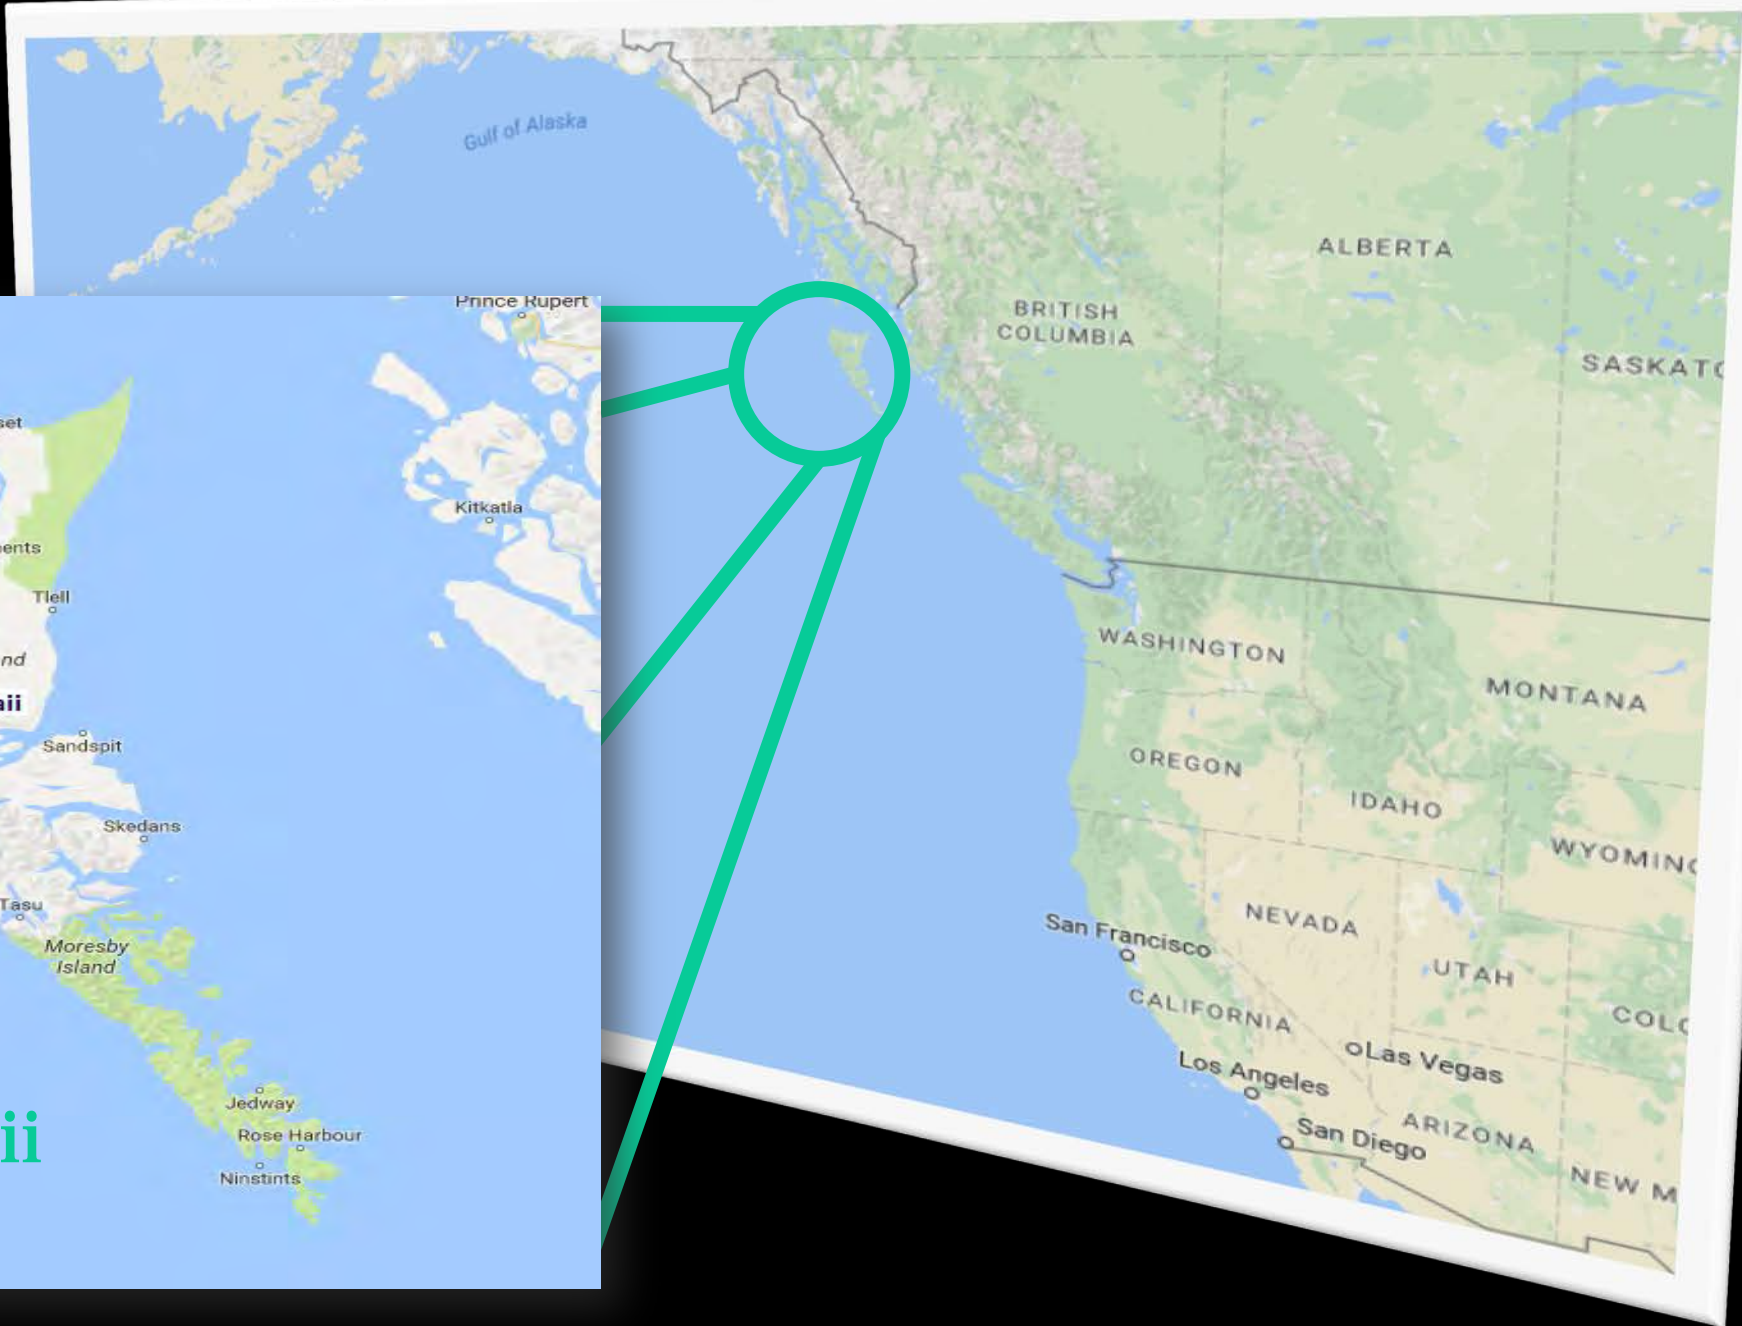 Gulf of Alaska
ALBERTA
BRITISH
COLUMBIA
SASKATC
WASHINGTON
MONTANA
OREGON
IDAHO
WYOMING
NEVADA
San Francisco
UTAH
CALIFORNIA
COLO
Las Vegas
Los Angeles
ARIZONA
San Diego
NEW M
Prince Rupert
set
Kitkatla
ents
Tlell
nd
aii
Sandspit
Skedans
Tasu
Moresby
Island
Jedway
ii
Rose Harbour
Ninstints